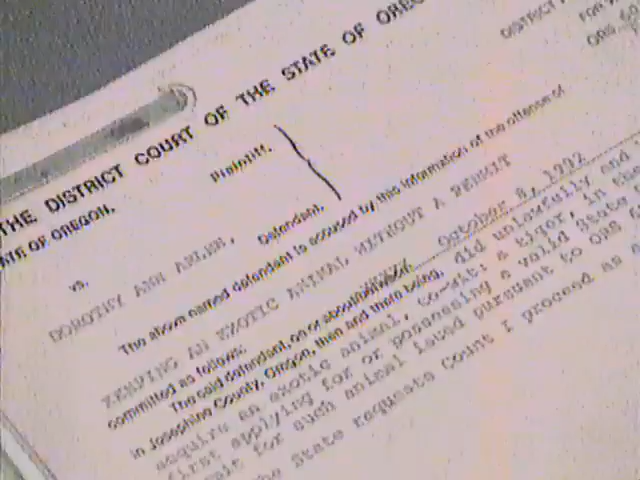 THE DISTRICT COURT OF THE STATE OF OREG
DISTRICT
FOR
ORS
ATE OF OREGON,
Plaintiff,
vs.
DOROTHY ANN
Defendant.
The above named defendant is accused by this information of the offense of
KEEPING AN EXOTIC ANIMAL WITHOUT A PERMIT
committed as follows:
The said defendant, on or about October 8, 1992
in Josephine County, Oregon, then and there being, did unlawfully and
acquire an exotic animal, to-wit: a tiger, in the
first applying for or possessing a valid State
for such animal pursuant to ORS
The State requests Count I proceed as a